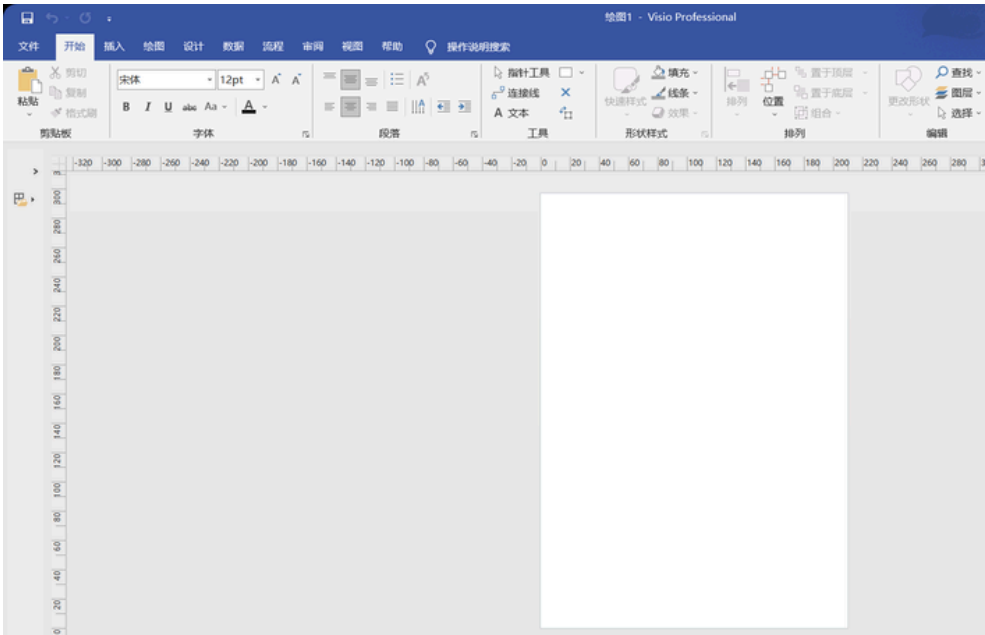 绘图1 - Visio Professional
文件 开始 插入 绘图 设计 数据 流程 审阅 视图 帮助 操作说明搜索
粘贴 剪切 复制 格式刷
剪贴板
宋体 12pt A A
B I U abc Aa A
字体
A
段落
指针工具
连接线
A 文本
工具
快速样式 填充 线条 效果
形状样式
排列 位置 置于顶层 置于底层 组合
排列
更改形状 查找 图层 选择
编辑
-320 -300 -280 -260 -240 -220 -200 -180 -160 -140 -120 -100 -80 -60 -40 -20 0 20 40 60 80 100 120 140 160 180 200 220 240 260 280
300
280
260
240
220
200
180
160
140
120
100
80
60
40
20
0